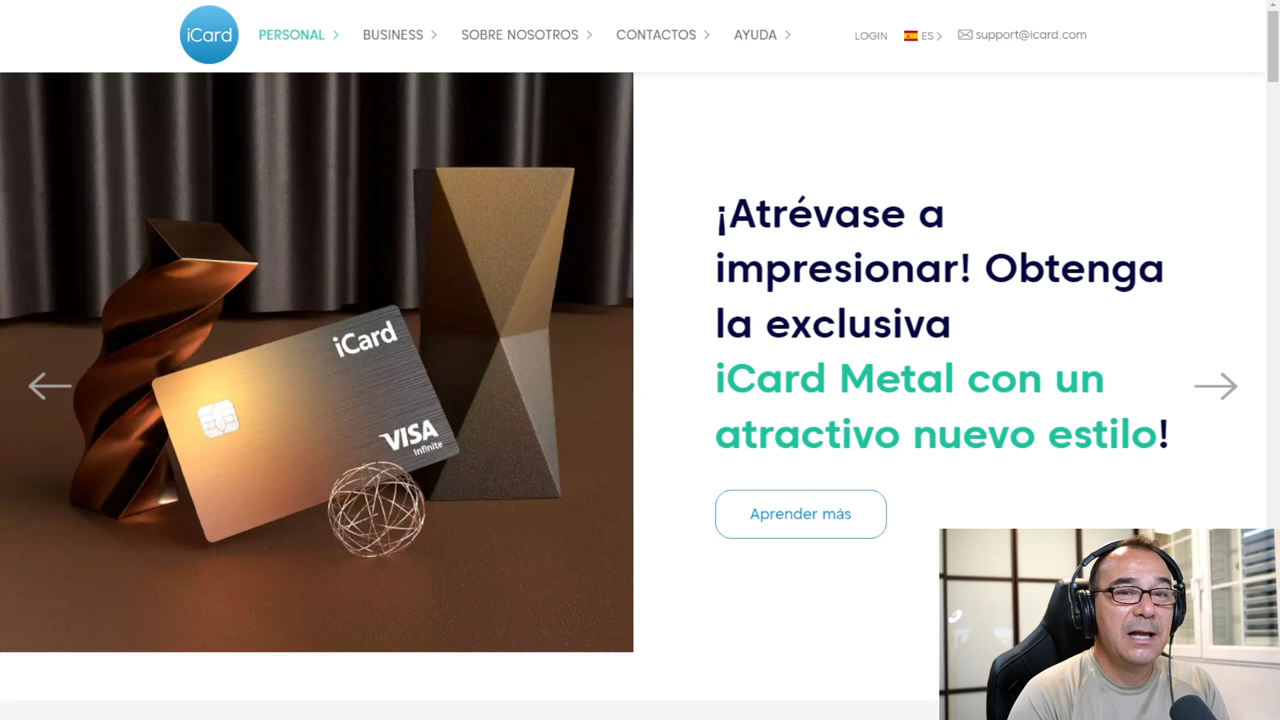 iCard
PERSONAL
BUSINESS
SOBRE NOSOTROS
CONTACTOS
AYUDA
LOGIN
ES
support@icard.com
¡Atrévase a
impresionar! Obtenga
la exclusiva
iCard Metal con un
atractivo nuevo estilo!
Aprender más
iCard
VISA
Infinite